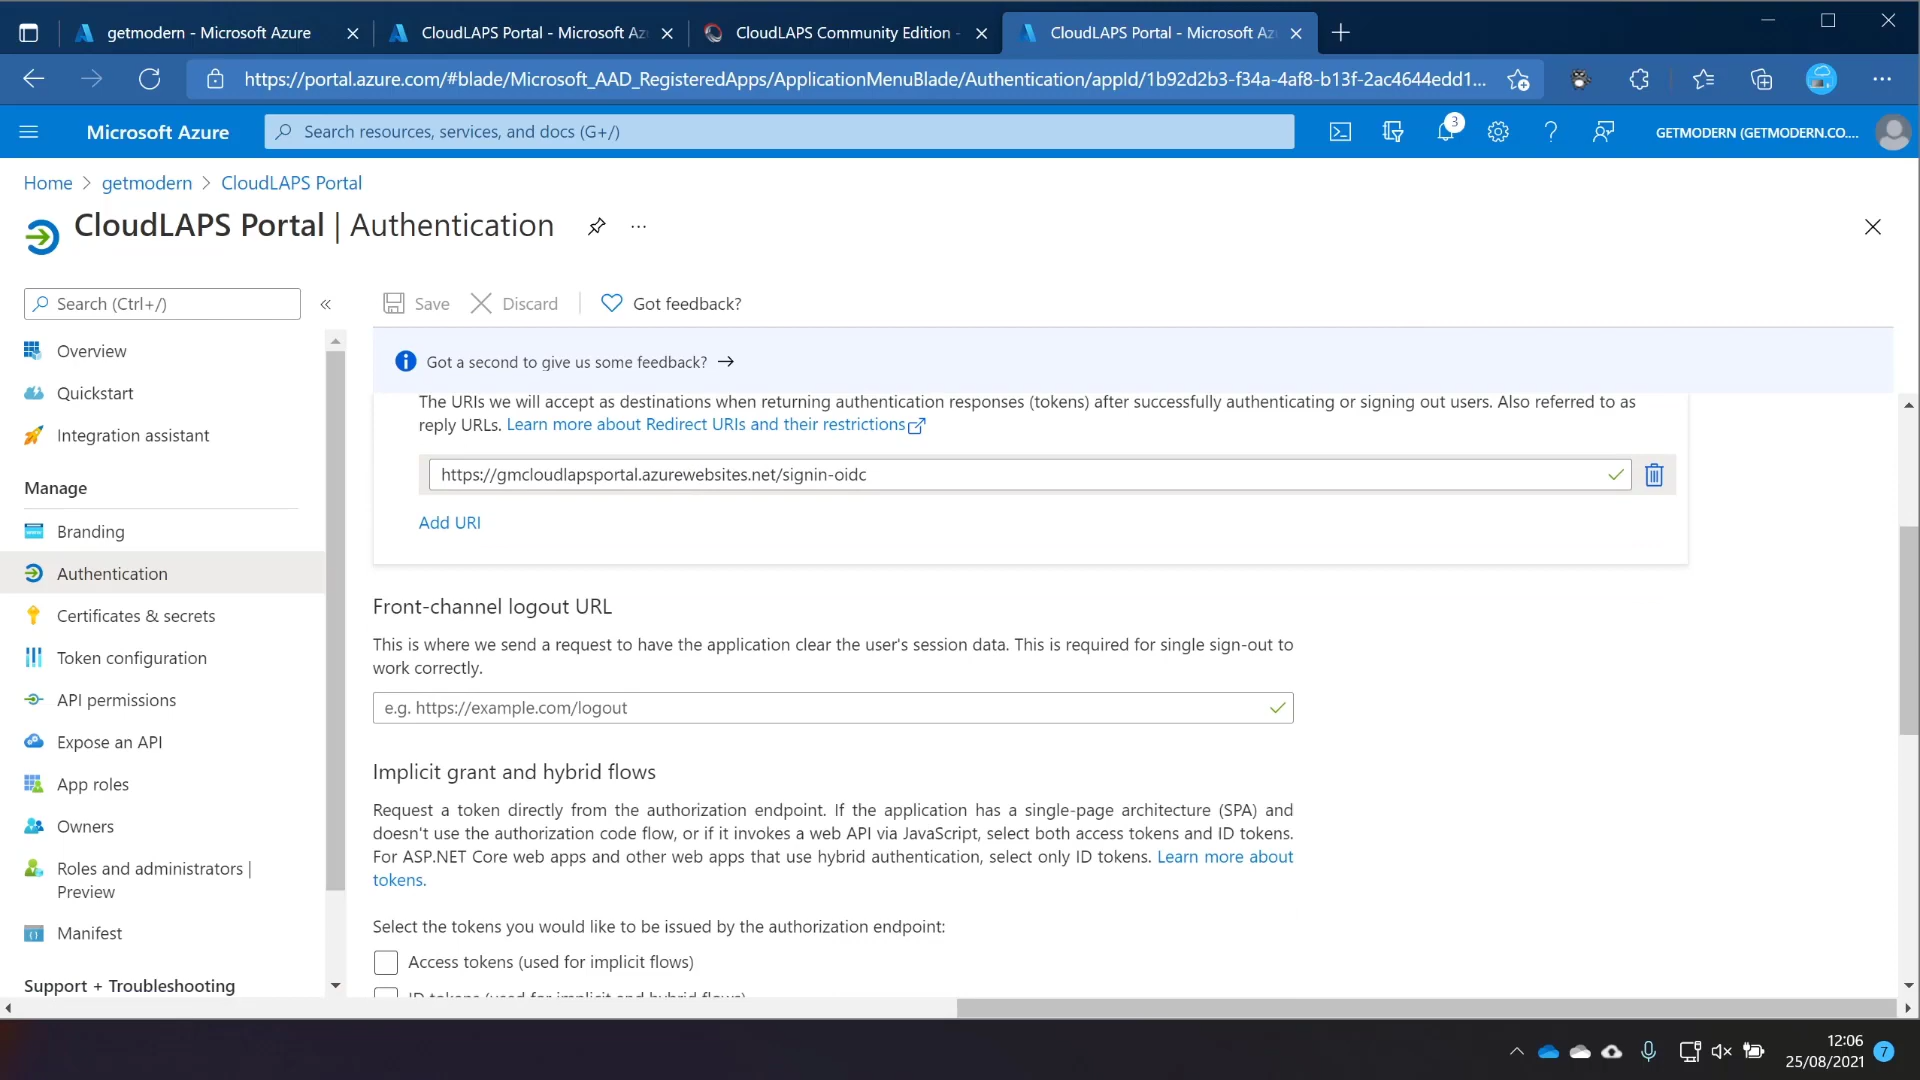 getmodern - Microsoft Azure
CloudLAPS Portal - Microsoft Az
CloudLAPS Community Edition -
CloudLAPS Portal - Microsoft Az
https://portal.azure.com/#blade/Microsoft_AAD_RegisteredApps/ApplicationMenuBlade/Authentication/appId/1b92d2b3-f34a-4af8-b13f-2ac4644edd1...
Microsoft Azure
Search resources, services, and docs (G+/)
3
GETMODERN (GETMODERN.CO....
Home > getmodern > CloudLAPS Portal
CloudLAPS Portal | Authentication
Search (Ctrl+/)
«
Save
Discard
Got feedback?
Overview
Quickstart
Integration assistant
Manage
Branding
Authentication
Certificates & secrets
Token configuration
API permissions
Expose an API
App roles
Owners
Roles and administrators |
Preview
Manifest
Support + Troubleshooting
Got a second to give us some feedback? →
The URIs we will accept as destinations when returning authentication responses (tokens) after successfully authenticating or signing out users. Also referred to as
reply URLs. Learn more about Redirect URIs and their restrictions
https://gmcloudlapsportal.azurewebsites.net/signin-oidc
Add URI
Front-channel logout URL
This is where we send a request to have the application clear the user's session data. This is required for single sign-out to
work correctly.
e.g. https://example.com/logout
Implicit grant and hybrid flows
Request a token directly from the authorization endpoint. If the application has a single-page architecture (SPA) and
doesn't use the authorization code flow, or if it invokes a web API via JavaScript, select both access tokens and ID tokens.
For ASP.NET Core web apps and other web apps that use hybrid authentication, select only ID tokens. Learn more about
tokens.
Select the tokens you would like to be issued by the authorization endpoint:
Access tokens (used for implicit flows)
ID tokens (used for implicit and hybrid flows)
12:06
25/08/2021
7